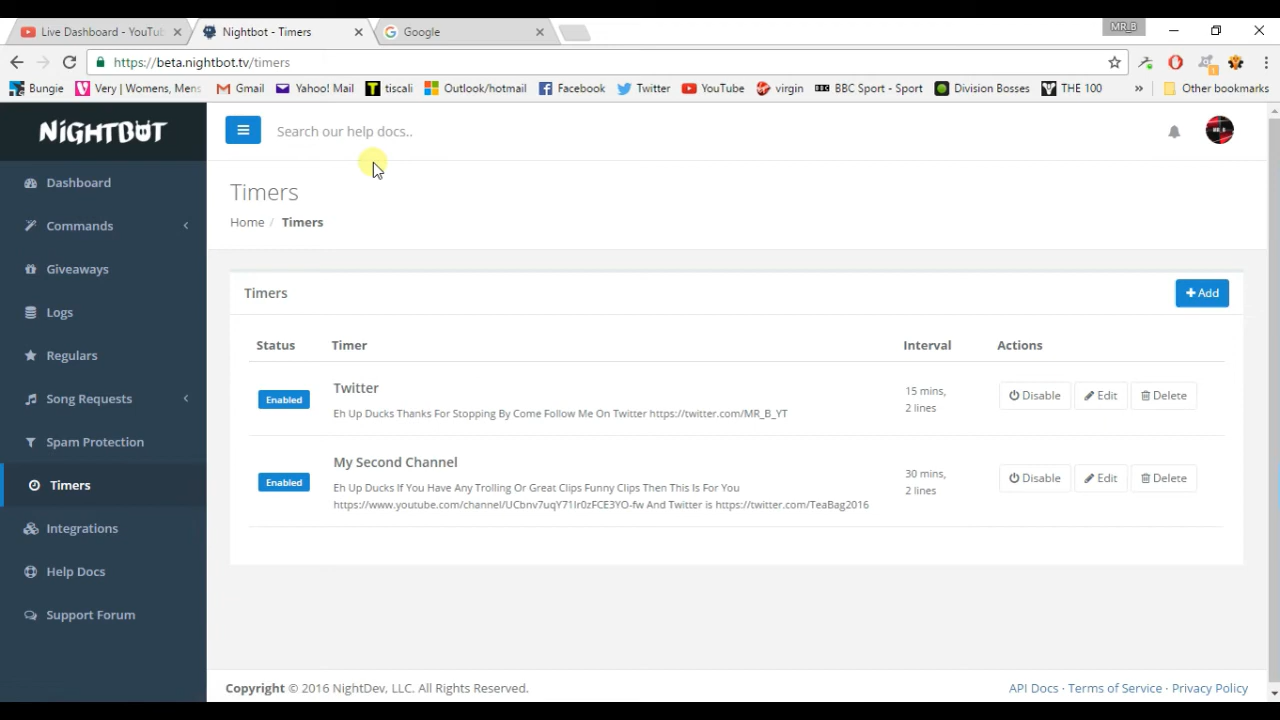 Live Dashboard - YouTu
Nightbot - Timers
Google
MR_B
https://beta.nightbot.tv/timers
Bungie
Very | Womens, Mens
Gmail
Yahoo! Mail
tiscali
Outlook/hotmail
Facebook
Twitter
YouTube
virgin
BBC Sport - Sport
Division Bosses
THE 100
»
Other bookmarks
NiGHTBOT
Search our help docs..
Dashboard
Commands
Giveaways
Logs
Regulars
Song Requests
Spam Protection
Timers
Integrations
Help Docs
Support Forum
Timers
Home / Timers
Timers
+ Add
Status Timer Interval Actions
Enabled
Twitter
Eh Up Ducks Thanks For Stopping By Come Follow Me On Twitter https://twitter.com/MR_B_YT
15 mins,
2 lines
Disable Edit Delete
Enabled
My Second Channel
Eh Up Ducks If You Have Any Trolling Or Great Clips Funny Clips Then This Is For You
https://www.youtube.com/channel/UCbnv7uqY71Ir0zFCE3YO-fw And Twitter is https://twitter.com/TeaBag2016
30 mins,
2 lines
Disable Edit Delete
Copyright © 2016 NightDev, LLC. All Rights Reserved.
API Docs · Terms of Service · Privacy Policy